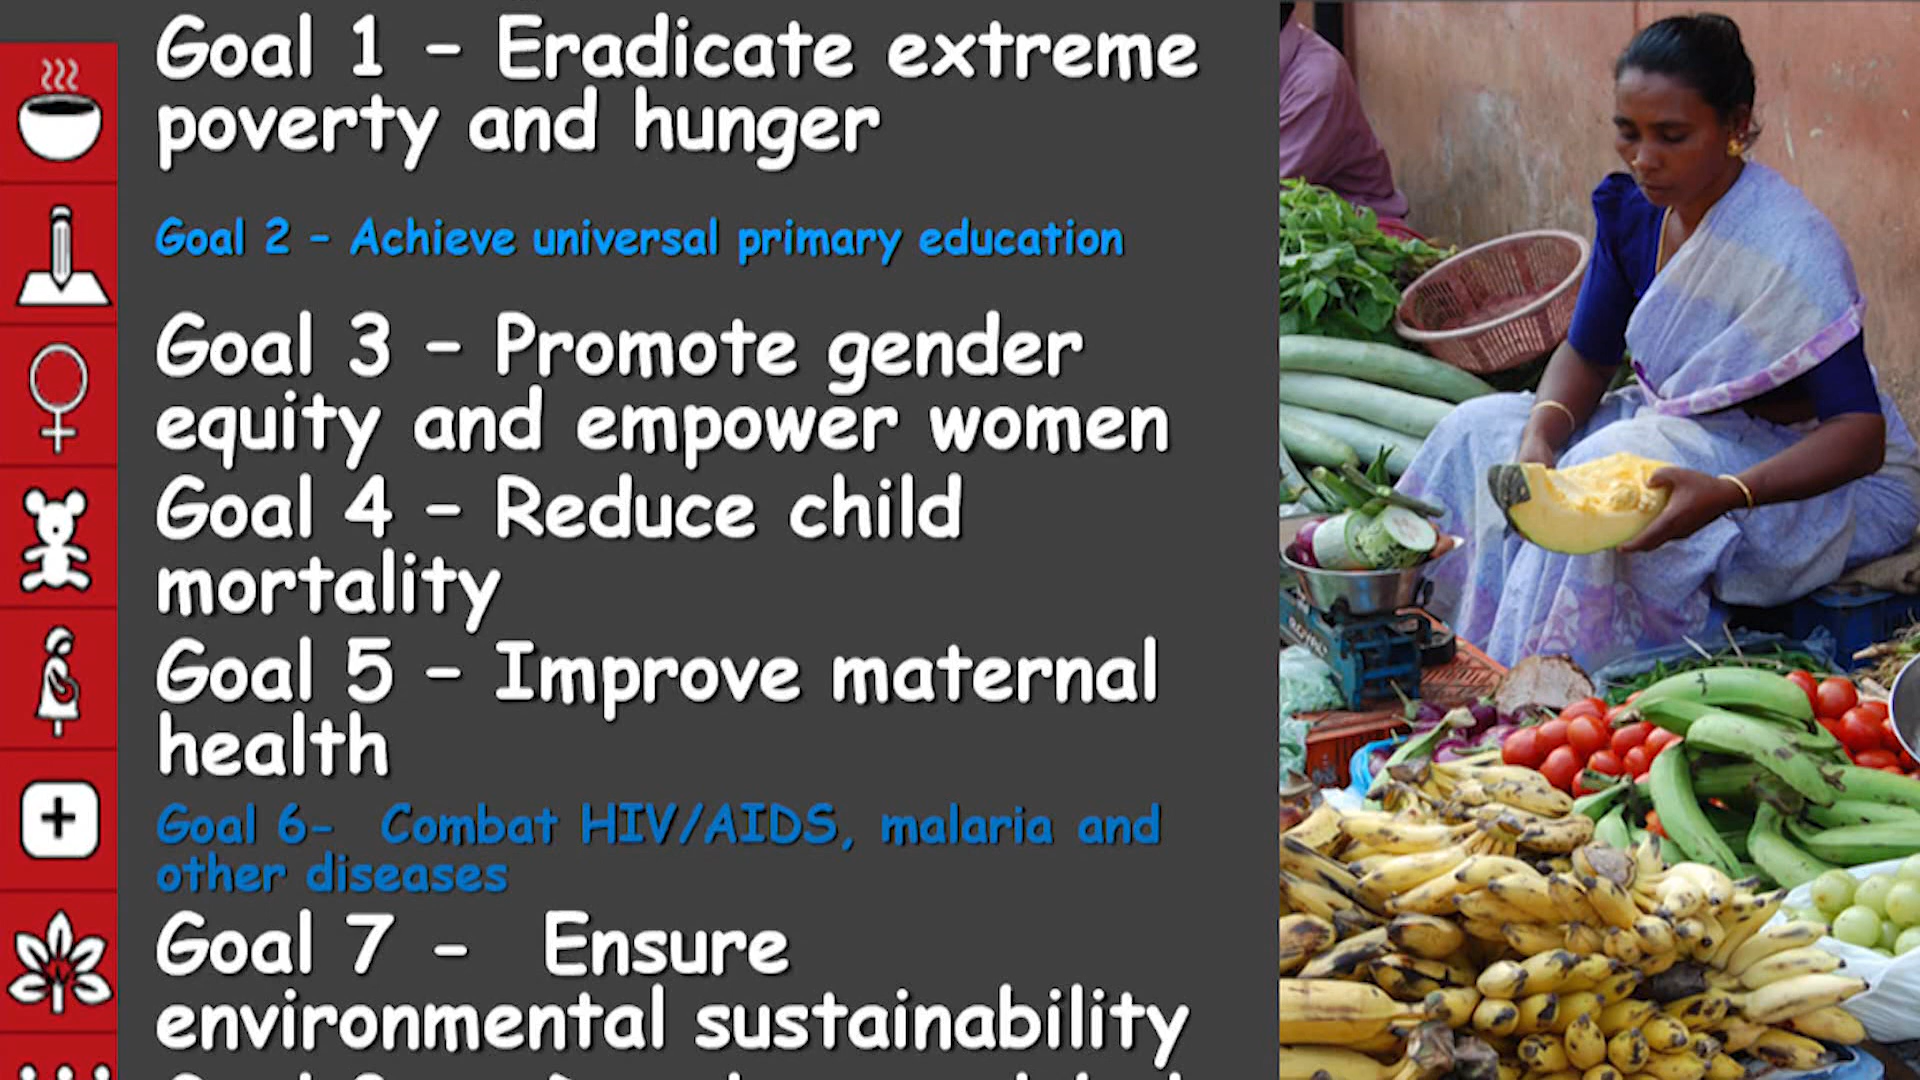 Goal 1 – Eradicate extreme
poverty and hunger
Goal 2 – Achieve universal primary education
Goal 3 – Promote gender
equity and empower women
Goal 4 – Reduce child
mortality
Goal 5 – Improve maternal
health
Goal 6- Combat HIV/AIDS, malaria and
other diseases
Goal 7 - Ensure
environmental sustainability